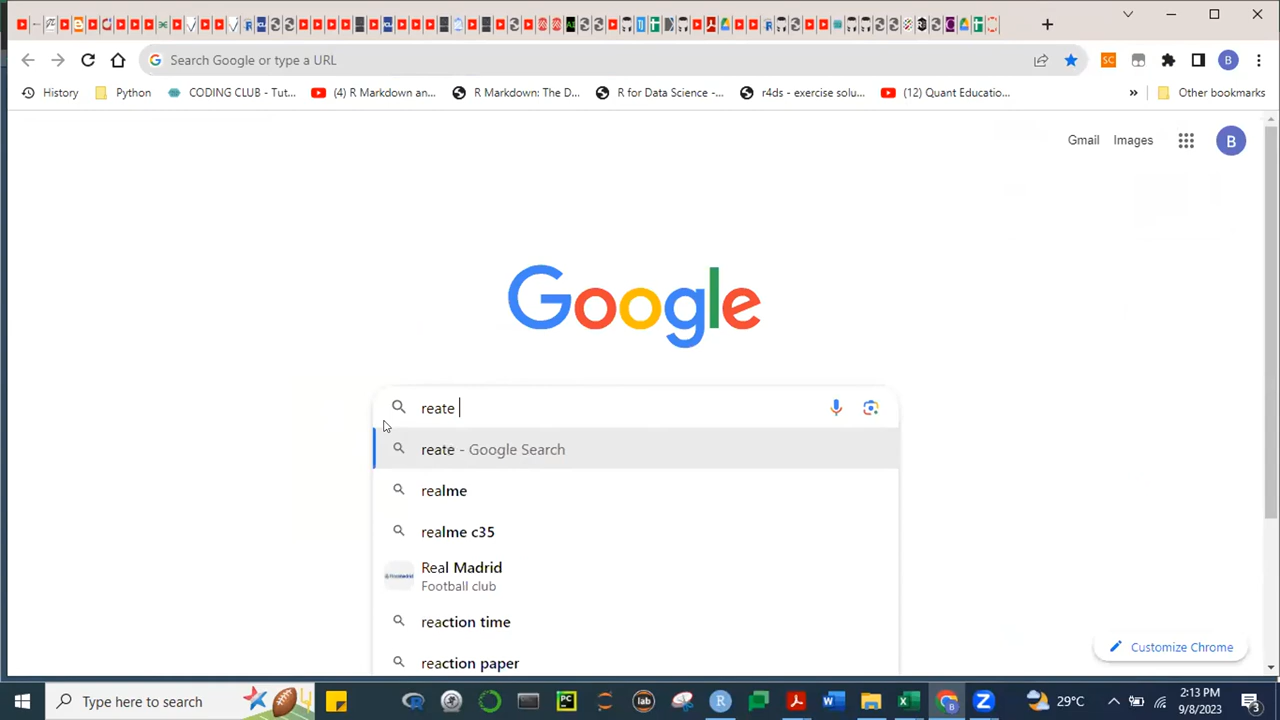 Search Google or type a URL
History
Python
CODING CLUB - Tut...
(4) R Markdown an...
R Markdown: The D...
R for Data Science -...
r4ds - exercise solu...
(12) Quant Educatio...
»
Other bookmarks
SC
B
Gmail
Images
B
Google
reate
reate - Google Search
realme
realme c35
Real Madrid
Football club
reaction time
reaction paper
Customize Chrome
Type here to search
29°C
2:13 PM
9/8/2023